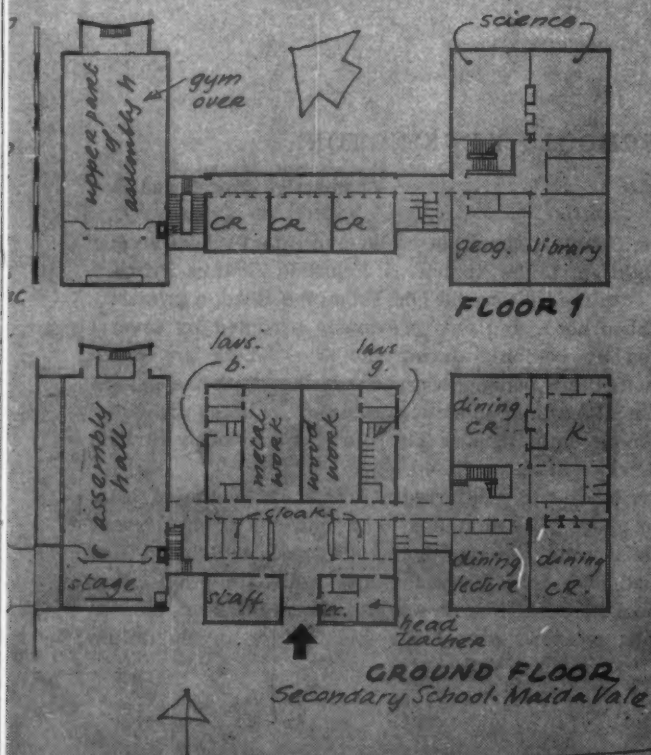 science
gym
over
upper part
of
assembly h
CR
CR
CR
geog.
library
FLOOR 1
lavs.
b.
lavs
g.
assembly
hall
metal
work
wood
work
dining
CR
K
cloaks
stage
staff
sec.
dining
lecture
dining
CR.
head
teacher
GROUND FLOOR
Secondary School. Maida Vale